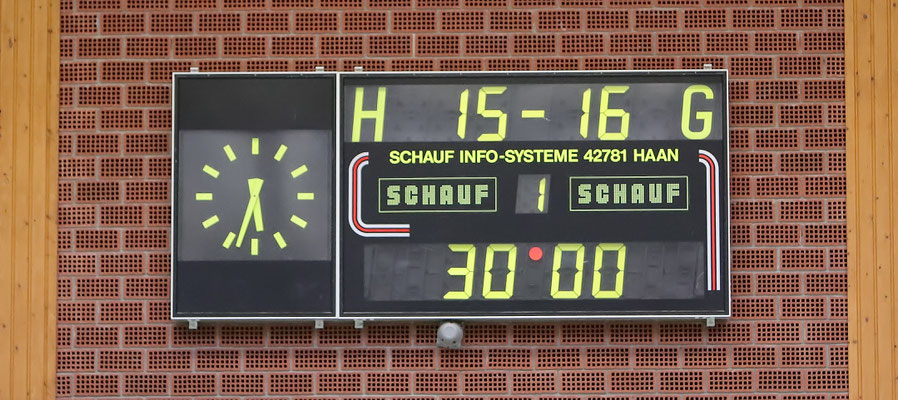 H 15-16 G
SCHAUF INFO-SYSTEME 42781 HAAN
SCHAUF 1 SCHAUF
30:00